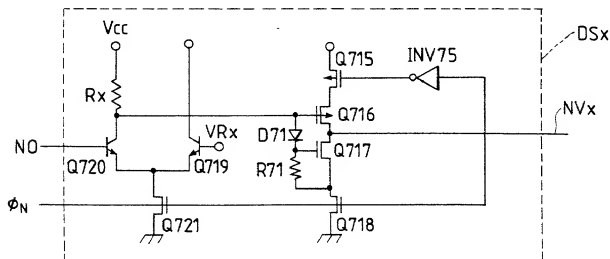 Vcc
Q715
INV75
DSx
Rx
Q716
NVx
VRx
D71
NO
Q720
Q719
R71
Q717
φN
Q721
Q718